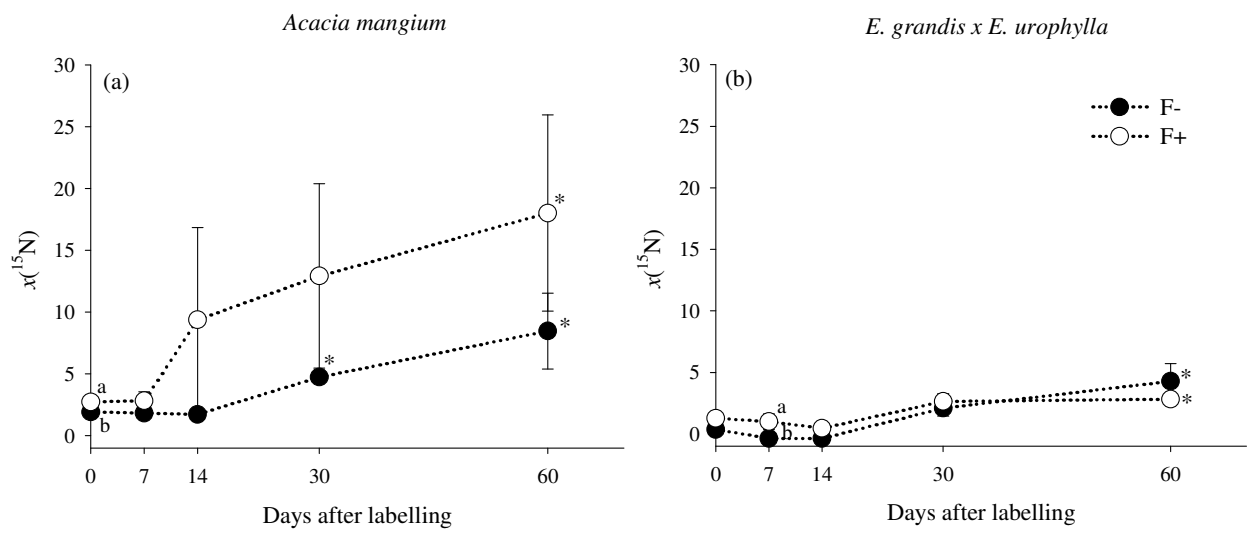 Acacia mangium
E. grandis x E. urophylla
(a)
30
25
20
15
10
5
0
x(¹⁵N)
a
b
*
*
*
0 7 14 30 60
Days after labelling
(b)
F-
F+
30
25
20
15
10
5
0
x(¹⁵N)
a
b
*
*
0 7 14 30 60
Days after labelling